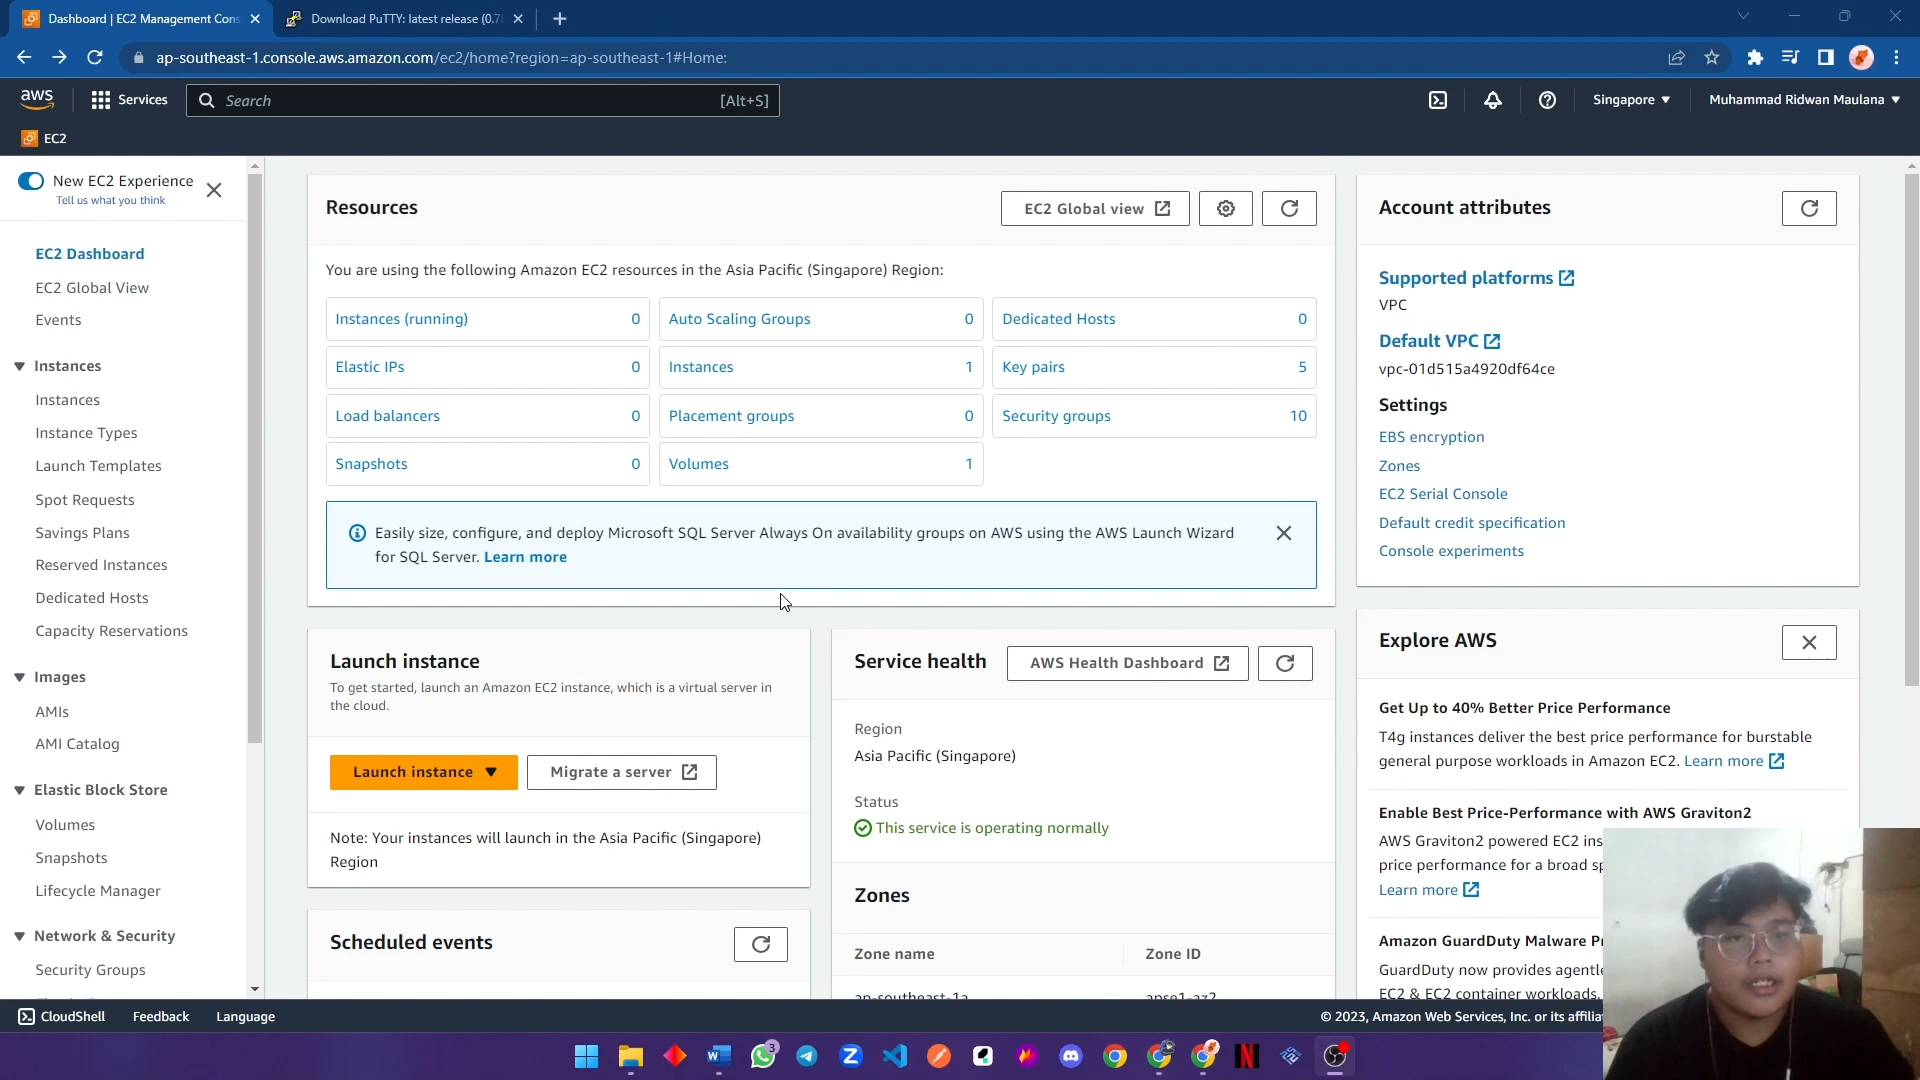 Dashboard | EC2 Management Cons
Download PuTTY: latest release (0.7
ap-southeast-1.console.aws.amazon.com/ec2/home?region=ap-southeast-1#Home:
aws
Services
Search
[Alt+S]
Singapore
Muhammad Ridwan Maulana
EC2
New EC2 Experience
Tell us what you think
EC2 Dashboard
EC2 Global View
Events
Instances
Instances
Instance Types
Launch Templates
Spot Requests
Savings Plans
Reserved Instances
Dedicated Hosts
Capacity Reservations
Images
AMIs
AMI Catalog
Elastic Block Store
Volumes
Snapshots
Lifecycle Manager
Network & Security
Security Groups
Resources
EC2 Global view
You are using the following Amazon EC2 resources in the Asia Pacific (Singapore) Region:
Instances (running) 0
Auto Scaling Groups 0
Dedicated Hosts 0
Elastic IPs 0
Instances 1
Key pairs 5
Load balancers 0
Placement groups 0
Security groups 10
Snapshots 0
Volumes 1
Easily size, configure, and deploy Microsoft SQL Server Always On availability groups on AWS using the AWS Launch Wizard
for SQL Server. Learn more
Launch instance
To get started, launch an Amazon EC2 instance, which is a virtual server in
the cloud.
Launch instance
Migrate a server
Note: Your instances will launch in the Asia Pacific (Singapore)
Region
Scheduled events
Service health
AWS Health Dashboard
Region
Asia Pacific (Singapore)
Status
This service is operating normally
Zones
Zone name
Zone ID
ap-southeast-1a
apse1-az2
Account attributes
Supported platforms
VPC
Default VPC
vpc-01d515a4920df64ce
Settings
EBS encryption
Zones
EC2 Serial Console
Default credit specification
Console experiments
Explore AWS
Get Up to 40% Better Price Performance
T4g instances deliver the best price performance for burstable
general purpose workloads in Amazon EC2. Learn more
Enable Best Price-Performance with AWS Graviton2
AWS Graviton2 powered EC2 ins
price performance for a broad sp
Learn more
Amazon GuardDuty Malware Pr
GuardDuty now provides agentle
EC2 & EC2 container workloads.
CloudShell
Feedback
Language
© 2023, Amazon Web Services, Inc. or its affilia
3